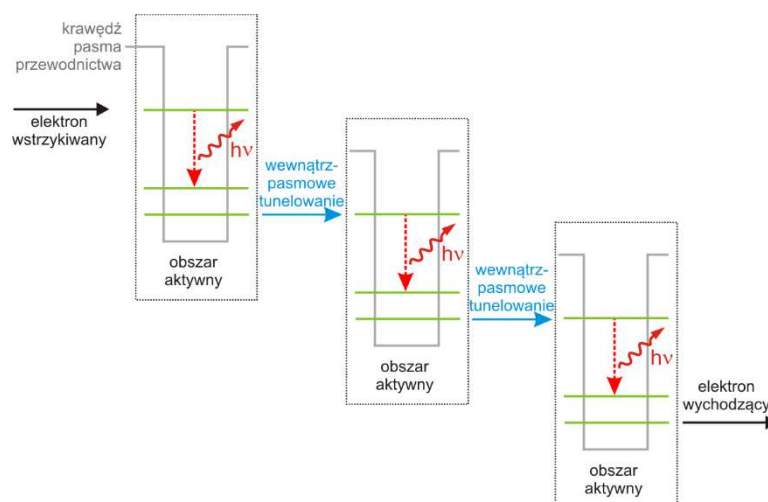 krawędź
pasma
przewodnictwa
elektron
wstrzykiwany
hν
obszar
aktywny
wewnątrz-
pasmowe
tunelowanie
hν
obszar
aktywny
wewnątrz-
pasmowe
tunelowanie
hν
obszar
aktywny
elektron
wychodzący